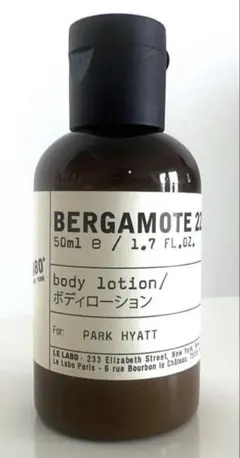 BERGAMOTE 22
50ml e / 1.7 FL.OZ.
body lotion/
ボディローション
For: PARK HYATT
LE LABO - 233 Elizabeth Street, New York, New
Le Labo Paris - 6 rue Bourbon le Château,